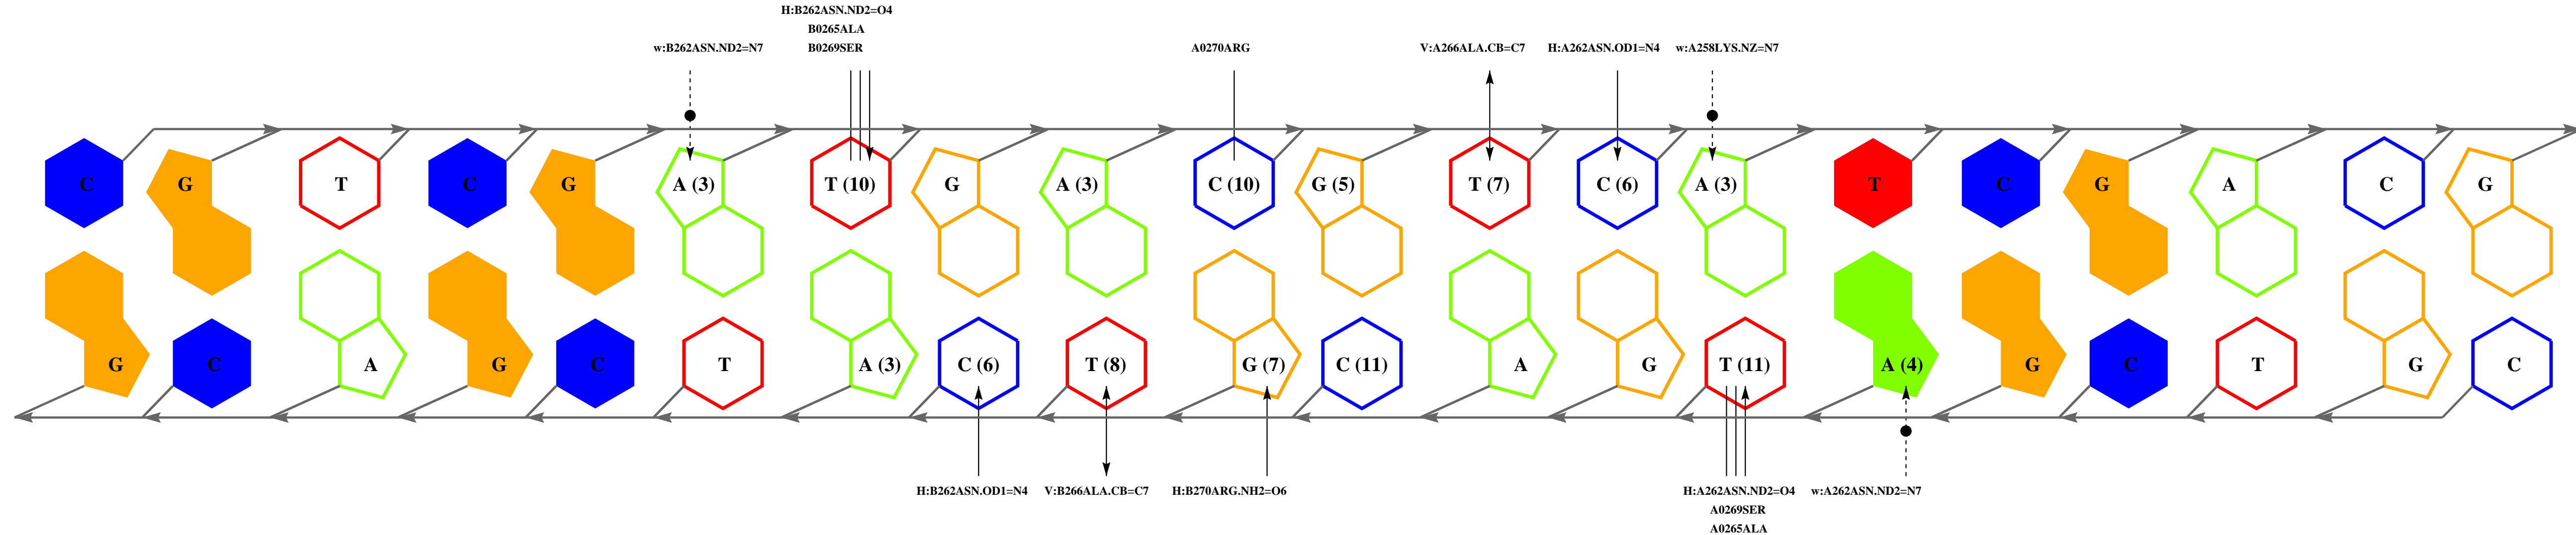 H:B262ASN.ND2=O4
B0265ALA
w:B262ASN.ND2=N7 B0269SER A0270ARG V:A266ALA.CB=C7 H:A262ASN.OD1=N4 w:A258LYS.NZ=N7
C G T C G A (3) T (10) G A (3) C (10) G (5) T (7) C (6) A (3) T C G A C G
G C A G C T A (3) C (6) T (8) G (7) C (11) A G T (11) A (4) G C T G C
H:B262ASN.OD1=N4 V:B266ALA.CB=C7 H:B270ARG.NH2=O6 H:A262ASN.ND2=O4 w:A262ASN.ND2=N7
A0269SER
A0265ALA